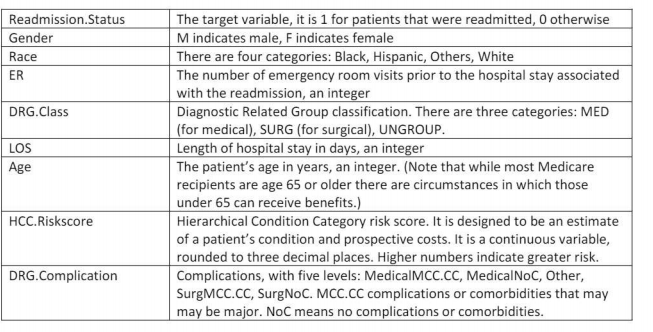 Readmission.Status The target variable, it is 1 for patients that were readmitted, 0 otherwise
Gender M indicates male, F indicates female
Race There are four categories: Black, Hispanic, Others, White
ER The number of emergency room visits prior to the hospital stay associated
with the readmission, an integer
DRG.Class Diagnostic Related Group classification. There are three categories: MED
(for medical), SURG (for surgical), UNGROUP.
LOS Length of hospital stay in days, an integer
Age The patient's age in years, an integer. (Note that while most Medicare
recipients are age 65 or older there are circumstances in which those
under 65 can receive benefits.)
HCC.Riskscore Hierarchical Condition Category risk score. It is designed to be an estimate
of a patient's condition and prospective costs. It is a continuous variable,
rounded to three decimal places. Higher numbers indicate greater risk.
DRG.Complication Complications, with five levels: MedicalMCC.CC, MedicalNoC, Other,
SurgMCC.CC, SurgNoC. MCC.CC complications or comorbidities that may
may be major. NoC means no complications or comorbidities.